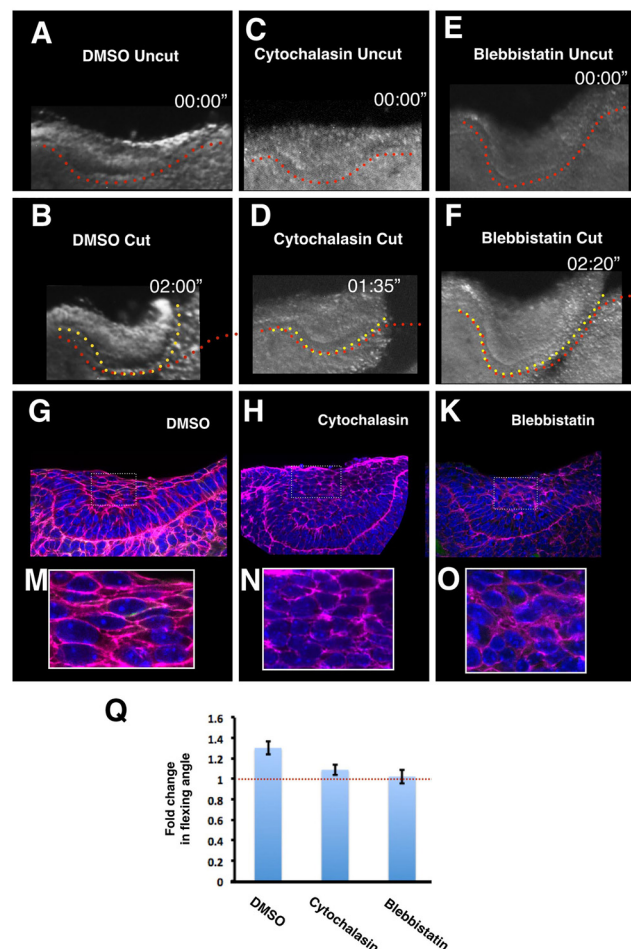 A
DMSO Uncut
00:00”
C
Cytochalasin Uncut
00:00”
E
Blebbistatin Uncut
00:00”
B
DMSO Cut
02:00”
D
Cytochalasin Cut
01:35”
F
Blebbistatin Cut
02:20”
G
DMSO
H
Cytochalasin
K
Blebbistatin
M
N
O
Q
Fold change
in flexing angle
1.6
1.4
1.2
1
0.8
0.6
0.4
0.2
0
DMSO
Cytochalasin
Blebbistatin